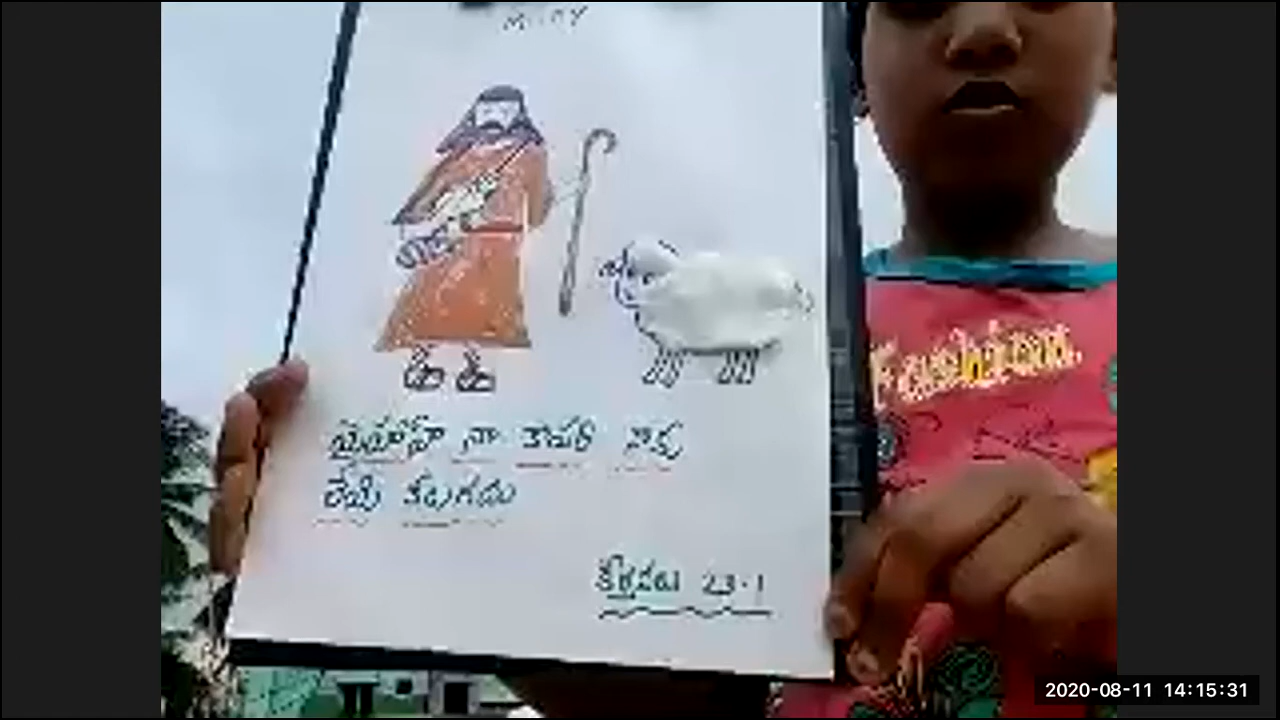 Fashion
యెహోవా నా కాపరి నాకు
లేమి కలుగదు
కీర్తనలు 23-1
2020-08-11 14:15:31